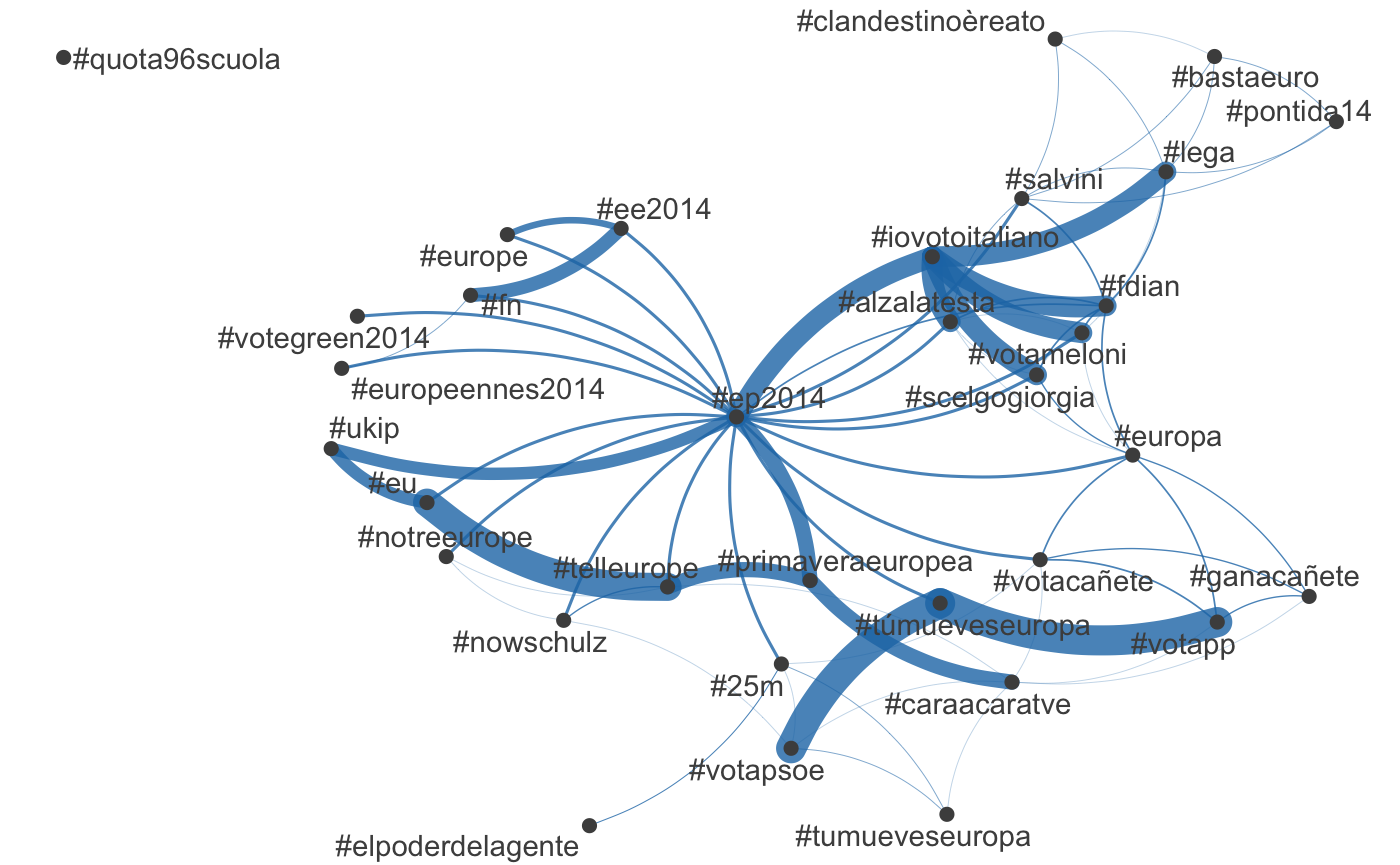 #clandestinoèreato
#quota96scuola
#bastaeuro
#pontida14
#lega
#salvini
#ee2014
#iovotoitaliano
#europe
#fdian
#alzalatesta
#fn
#votegreen2014
#votameloni
#europeennes2014
#scelgogiorgia
#ep2014
#ukip
#europa
#eu
#notreeurope
#telleurope
#primaveraeuropea
#votacañete
#ganacañete
#túmueveseuropa
#nowschulz
#votapp
#25m
#caraacaratve
#votapsoe
#elpoderdelagente
#tumueveseuropa